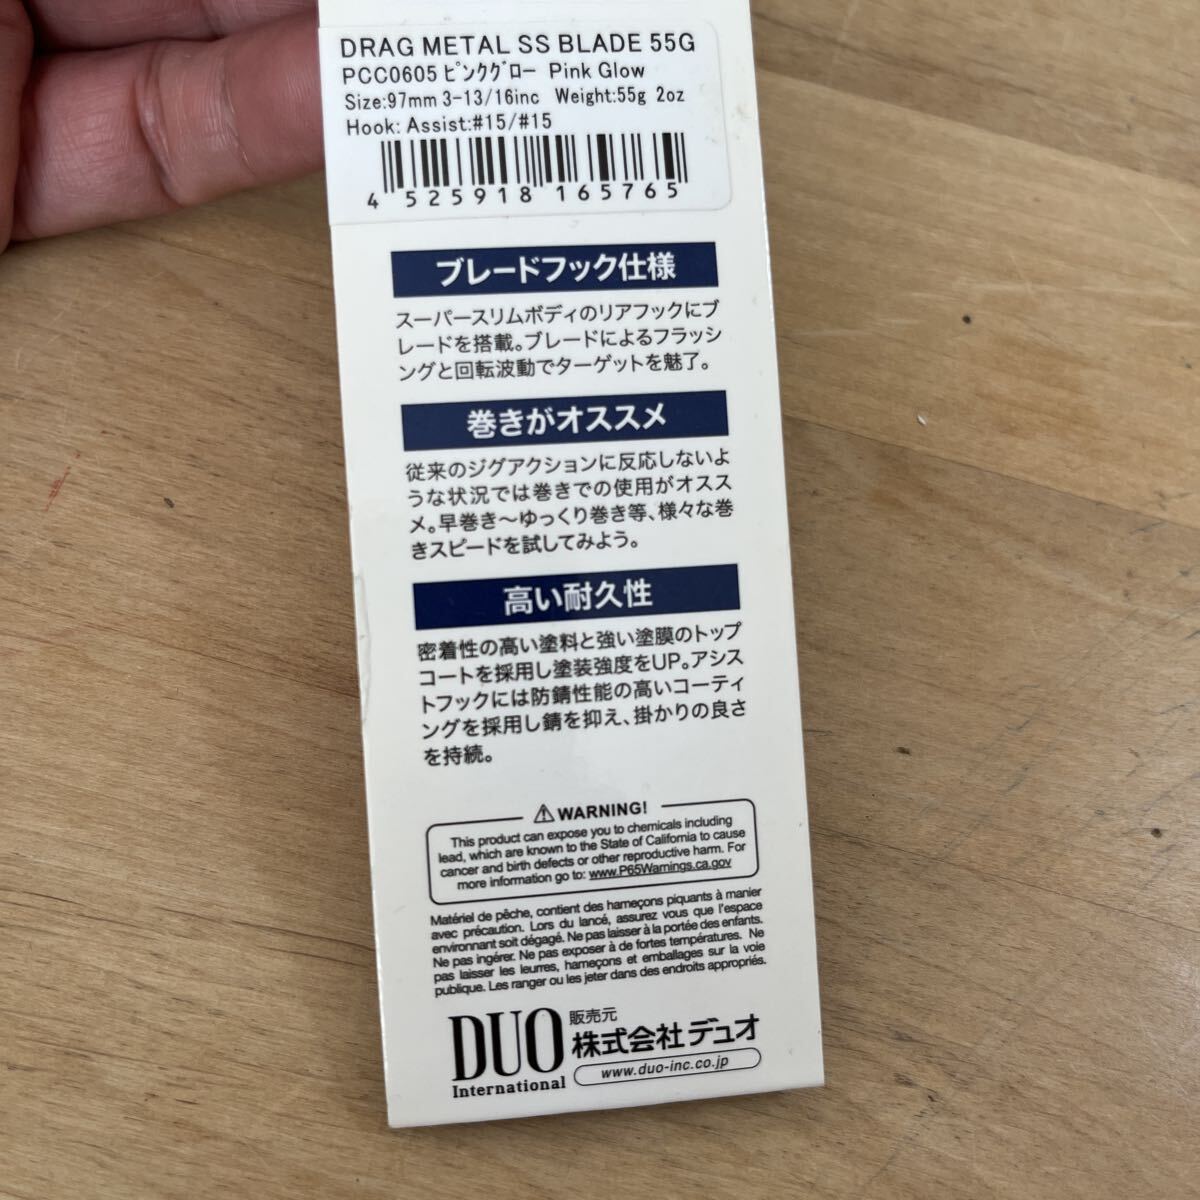 DRAG METAL SS BLADE 55G
PCC0605 ピンクグロー Pink Glow
Size:97mm 3-13/16inc Weight:55g 2oz
Hook: Assist:#15/#15
4 525918 165765
ブレードフック仕様
スーパースリムボディのリアフックにブ
レードを搭載。ブレードによるフラッシ
ングと回転波動でターゲットを魅了。
巻きがオススメ
従来のジグアクションに反応しないよ
うな状況では巻きでの使用がオスス
メ。早巻き～ゆっくり巻き等、様々な巻
きスピードを試してみよう。
高い耐久性
密着性の高い塗料と強い塗膜のトップ
コートを採用し塗装強度をUP。アシス
トフックには防錆性能の高いコーティ
ングを採用し錆を抑え、掛かりの良さ
を持続。
⚠WARNING!
This product can expose you to chemicals including
lead, which are known to the State of California to cause
cancer and birth defects or other reproductive harm. For
more information go to: www.P65Warnings.ca.gov
Matériel de pêche, contient des hameçons piquants à manier
avec précaution. Lors du lancé, assurez vous que l'espace
environnant soit dégagé. Ne pas laisser à la portée des enfants.
Ne pas ingérer. Ne pas exposer à de fortes températures. Ne
pas laisser les leurres, hameçons et emballages sur la voie
publique. Les ranger ou les jeter dans des endroits appropriés.
DUO International
販売元
株式会社デュオ
www.duo-inc.co.jp